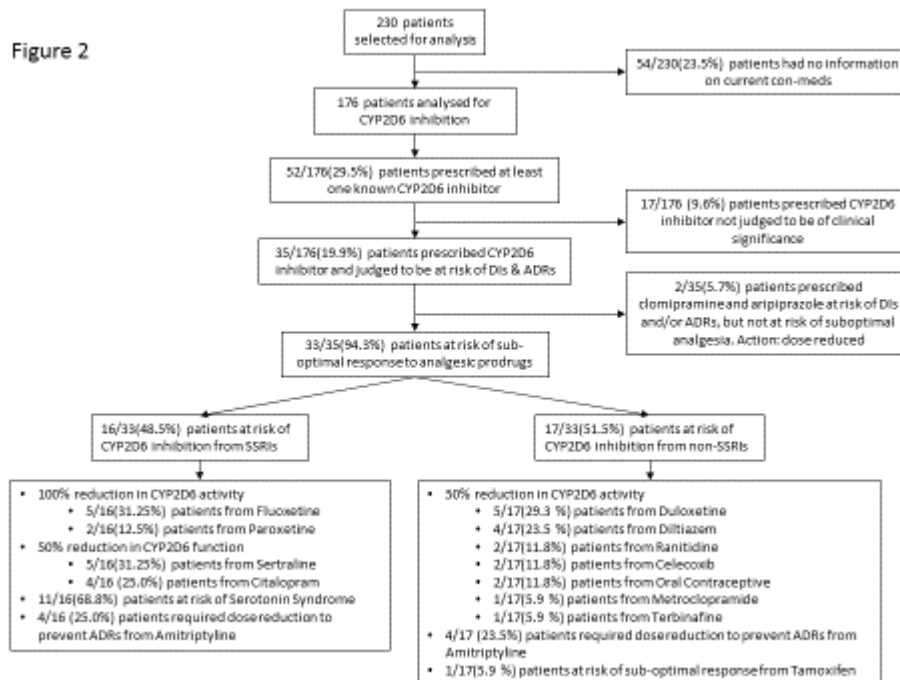 Figure 2
230 patients
selected for analysis
54/230(23.5%) patients had no information
on current con-meds
176 patients analysed for
CYP2D6 inhibition
52/176(29.5%) patients prescribed at least
one known CYP2D6 inhibitor
17/176 (9.6%) patients prescribed CYP2D6
inhibitor not judged to be of clinical
significance
35/176(19.9%) patients prescribed CYP2D6
inhibitor and judged to be at risk of DIs & ADRs
2/35(5.7%) patients prescribed
clomipramine and aripiprazole at risk of DIs
and/or ADRs, but not at risk of suboptimal
analgesia. Action: dose reduced
33/35(94.3%) patients at risk of sub-
optimal response to analgesic prodrugs
16/33(48.5%) patients at risk of
CYP2D6 inhibition from SSRIs
17/33(51.5%) patients at risk of
CYP2D6 inhibition from non-SSRIs
• 100% reduction in CYP2D6 activity
• 5/16(31.25%) patients from Fluoxetine
• 2/16(12.5%) patients from Paroxetine
• 50% reduction in CYP2D6 function
• 5/16(31.25%) patients from Sertraline
• 4/16 (25.0%) patients from Citalopram
• 11/16(68.8%) patients at risk of Serotonin Syndrome
• 4/16 (25.0%) patients required dose reduction to
prevent ADRs from Amitriptyline
• 50% reduction in CYP2D6 activity
• 5/17(29.3 %) patients from Duloxetine
• 4/17(23.5 %) patients from Diltiazem
• 2/17(11.8%) patients from Ranitidine
• 2/17(11.8%) patients from Celecoxib
• 2/17(11.8%) patients from Oral Contraceptive
• 1/17(5.9 %) patients from Metroclopramide
• 1/17(5.9 %) patients from Terbinafine
• 4/17 (23.5%) patients required dose reduction to prevent ADRs from
Amitriptyline
• 1/17(5.9 %) patients at risk of sub-optimal response from Tamoxifen